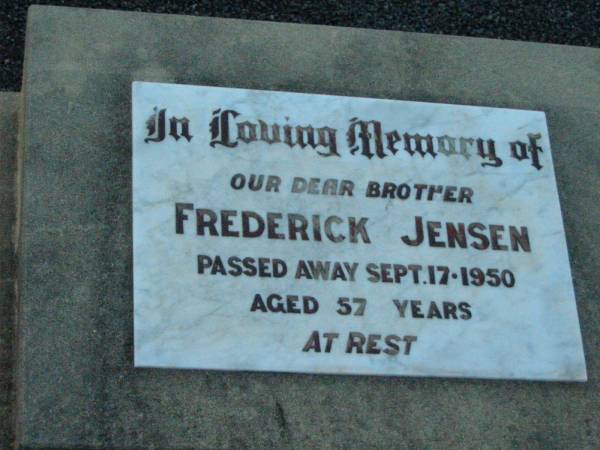 In Loving Memory of
OUR DEAR BROTHER
FREDERICK JENSEN
PASSED AWAY SEPT. 17·1950
AGED 57 YEARS
AT REST